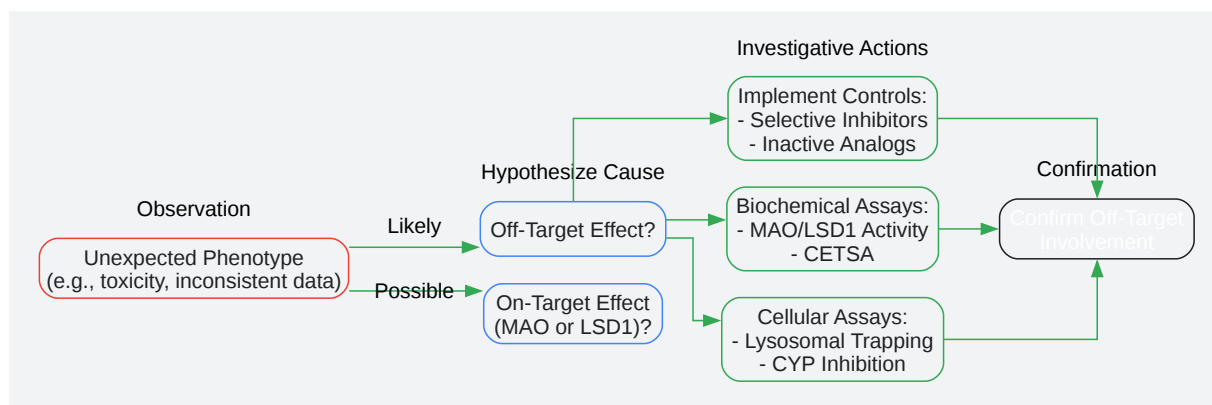 Observation
Unexpected Phenotype
(e.g., toxicity, inconsistent data)
Likely
Possible
Hypothesize Cause
Off-Target Effect?
On-Target Effect
(MAO or LSD1)?
Investigative Actions
Implement Controls:
- Selective Inhibitors
- Inactive Analogs
Biochemical Assays:
- MAO/LSD1 Activity
- CETSA
Cellular Assays:
- Lysosomal Trapping
- CYP Inhibition
Confirmation
Confirm Off-Target
Involvement